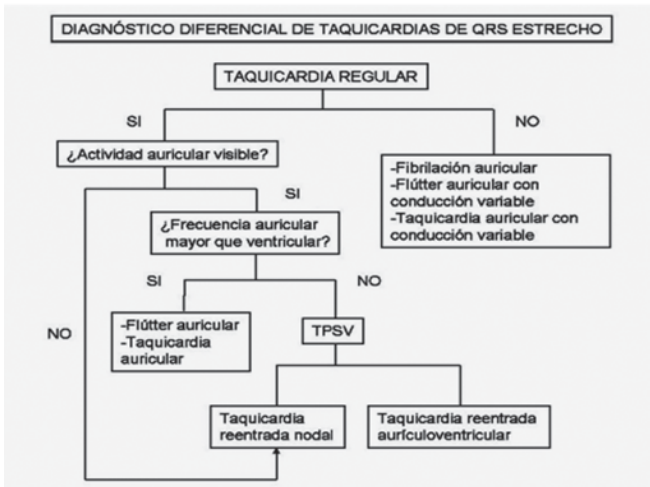 DIAGNÓSTICO DIFERENCIAL DE TAQUICARDIAS DE QRS ESTRECHO
TAQUICARDIA REGULAR
SI
NO
¿Actividad auricular visible?
-Fibrilación auricular
-Flútter auricular con
conducción variable
-Taquicardia auricular con
conducción variable
SI
¿Frecuencia auricular
mayor que ventricular?
SI
NO
NO
-Flútter auricular
-Taquicardia
auricular
TPSV
Taquicardia
reentrada nodal
Taquicardia reentrada
aurículoventricular